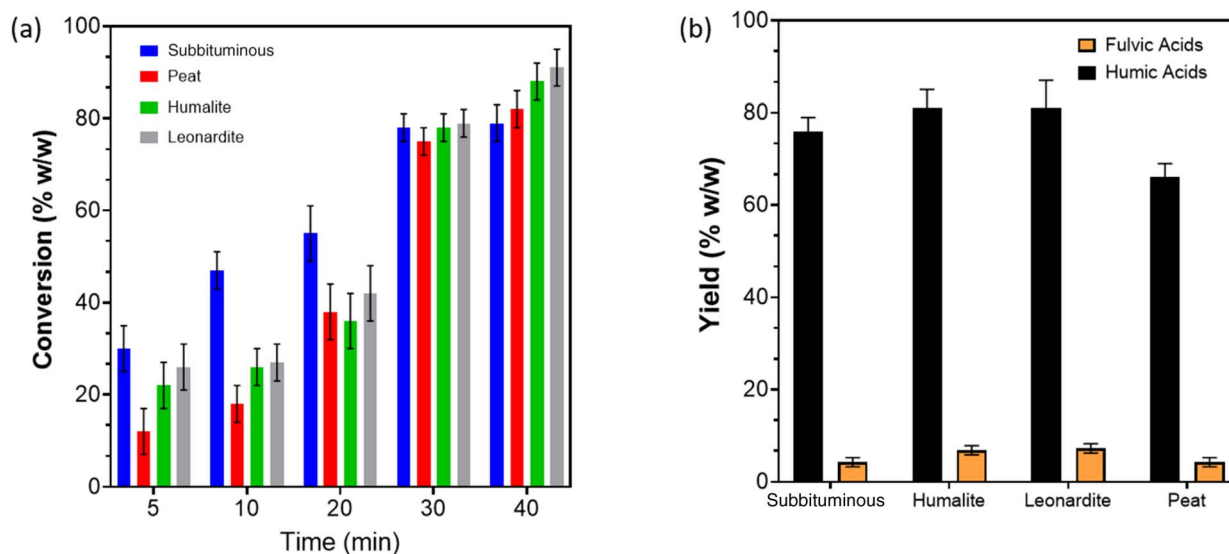 (a)
Conversion (% w/w)
100
80
60
40
20
0
Subbituminous
Peat
Humalite
Leonardite
5 10 20 30 40
Time (min)
(b)
Yield (% w/w)
100
80
60
40
20
0
Fulvic Acids
Humic Acids
Subbituminous Humalite Leonardite Peat